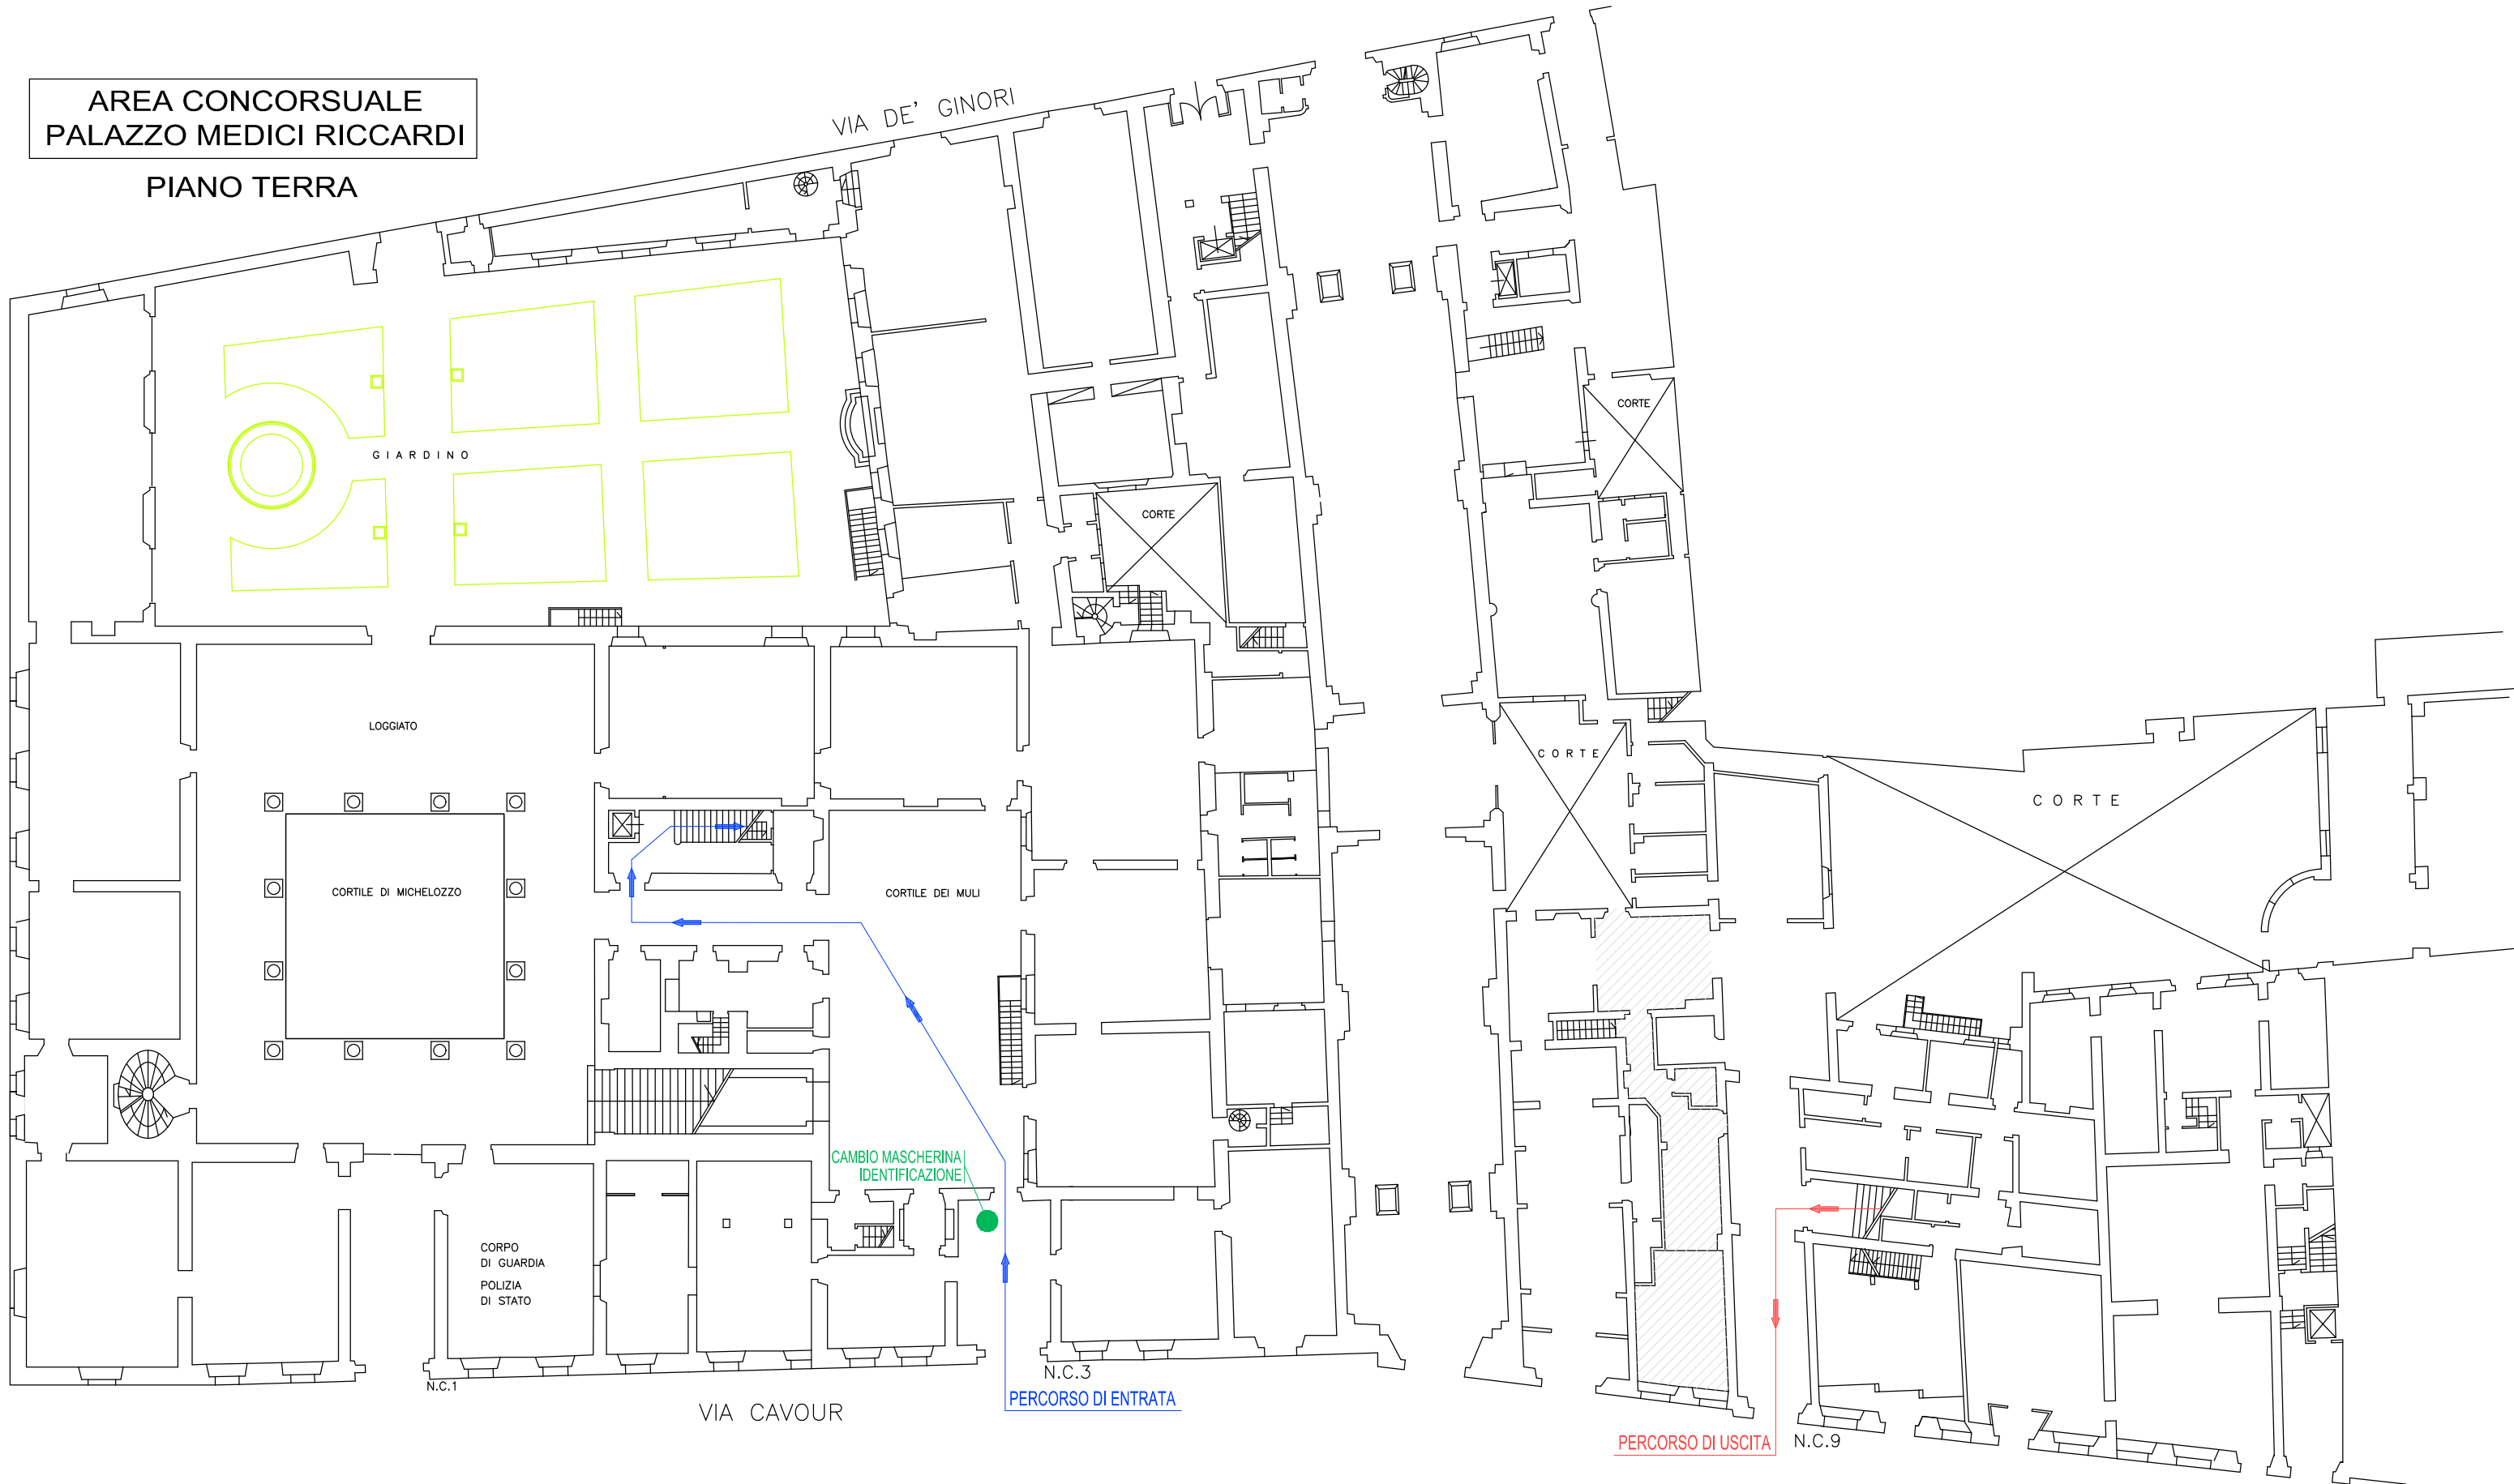 AREA CONCORSUALE
PALAZZO MEDICI RICCARDI
PIANO TERRA
VIA DE' GINORI
GIARDINO
CORTE
CORTE
LOGGIATO
CORTE
CORTE
CORTILE DI MICHELOZZO
CORTILE DEI MULI
CAMBIO MASCHERINA
IDENTIFICAZIONE
CORPO
DI GUARDIA
POLIZIA
DI STATO
N.C.1
N.C.3
PERCORSO DI ENTRATA
VIA CAVOUR
PERCORSO DI USCITA
N.C.9